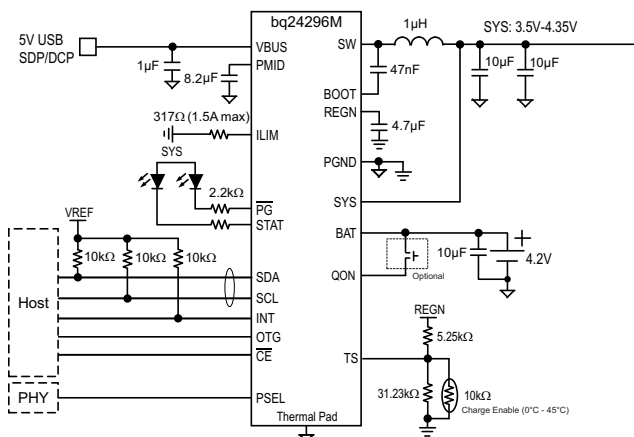 bq24296M
5V USB
SDP/DCP
VBUS
PMID
1µF
8.2µF
317Ω (1.5A max)
ILIM
SYS
2.2kΩ
PG
STAT
VREF
10kΩ
10kΩ
10kΩ
Host
SDA
SCL
INT
OTG
CE
PHY
PSEL
Thermal Pad
SW
1µH
SYS: 3.5V-4.35V
10µF
10µF
47nF
BOOT
REGN
4.7µF
PGND
SYS
BAT
10µF
+
4.2V
Optional
QON
REGN
5.25kΩ
TS
31.23kΩ
10kΩ
Charge Enable (0°C - 45°C)